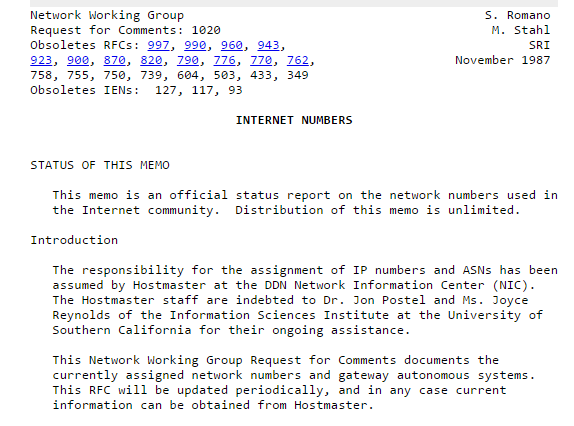 Network Working Group S. Romano
Request for Comments: 1020 M. Stahl
Obsoletes RFCs: 997, 990, 960, 943, SRI
923, 900, 870, 820, 790, 776, 770, 762, November 1987
758, 755, 750, 739, 604, 503, 433, 349
Obsoletes IENs: 127, 117, 93
INTERNET NUMBERS
STATUS OF THIS MEMO
This memo is an official status report on the network numbers used in
the Internet community. Distribution of this memo is unlimited.
Introduction
The responsibility for the assignment of IP numbers and ASNs has been
assumed by Hostmaster at the DDN Network Information Center (NIC).
The Hostmaster staff are indebted to Dr. Jon Postel and Ms. Joyce
Reynolds of the Information Sciences Institute at the University of
Southern California for their ongoing assistance.
This Network Working Group Request for Comments documents the
currently assigned network numbers and gateway autonomous systems.
This RFC will be updated periodically, and in any case current
information can be obtained from Hostmaster.